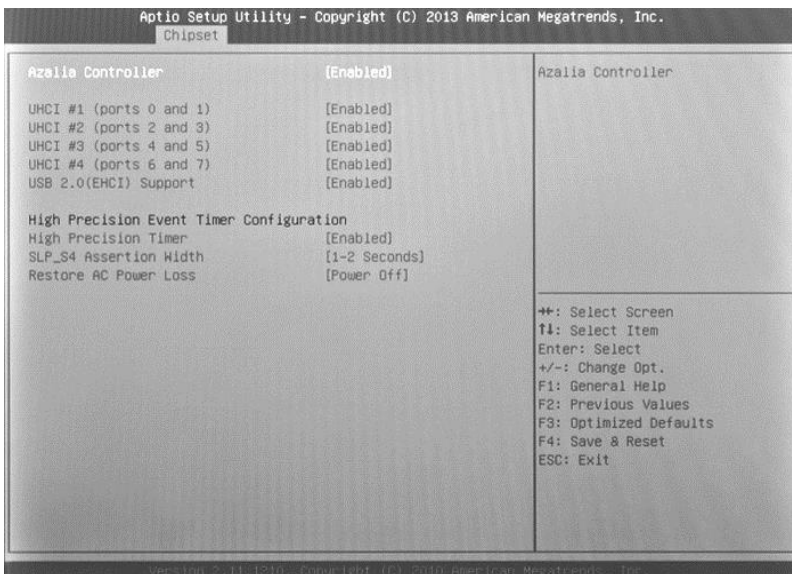 Aptio Setup Utility - Copyright (C) 2013 American Megatrends, Inc.
Chipset
Azalia Controller [Enabled]
UHCI #1 (ports 0 and 1) [Enabled]
UHCI #2 (ports 2 and 3) [Enabled]
UHCI #3 (ports 4 and 5) [Enabled]
UHCI #4 (ports 6 and 7) [Enabled]
USB 2.0(EHCI) Support [Enabled]
High Precision Event Timer Configuration
High Precision Timer [Enabled]
SLP_S4 Assertion Width [1-2 Seconds]
Restore AC Power Loss [Power Off]
Azalia Controller
→←: Select Screen
↑↓: Select Item
Enter: Select
+/-: Change Opt.
F1: General Help
F2: Previous Values
F3: Optimized Defaults
F4: Save & Reset
ESC: Exit
Version 2.11.1210. Copyright (C) 2010 American Megatrends, Inc.